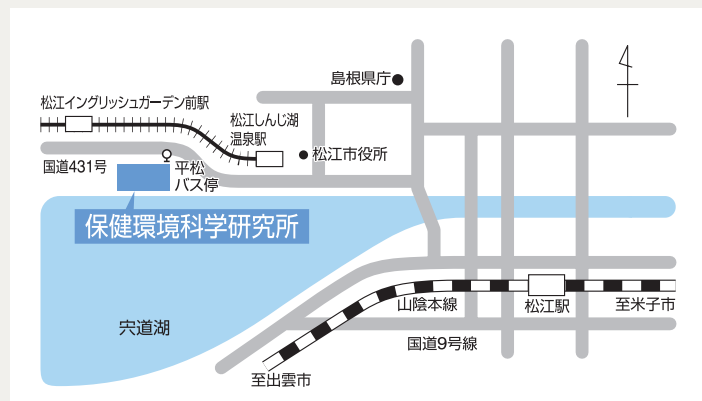 島根県庁
松江イングリッシュガーデン前駅
松江しんじ湖
温泉駅
松江市役所
国道431号
平松
バス停
保健環境科学研究所
宍道湖
山陰本線
松江駅
至米子市
国道9号線
至出雲市